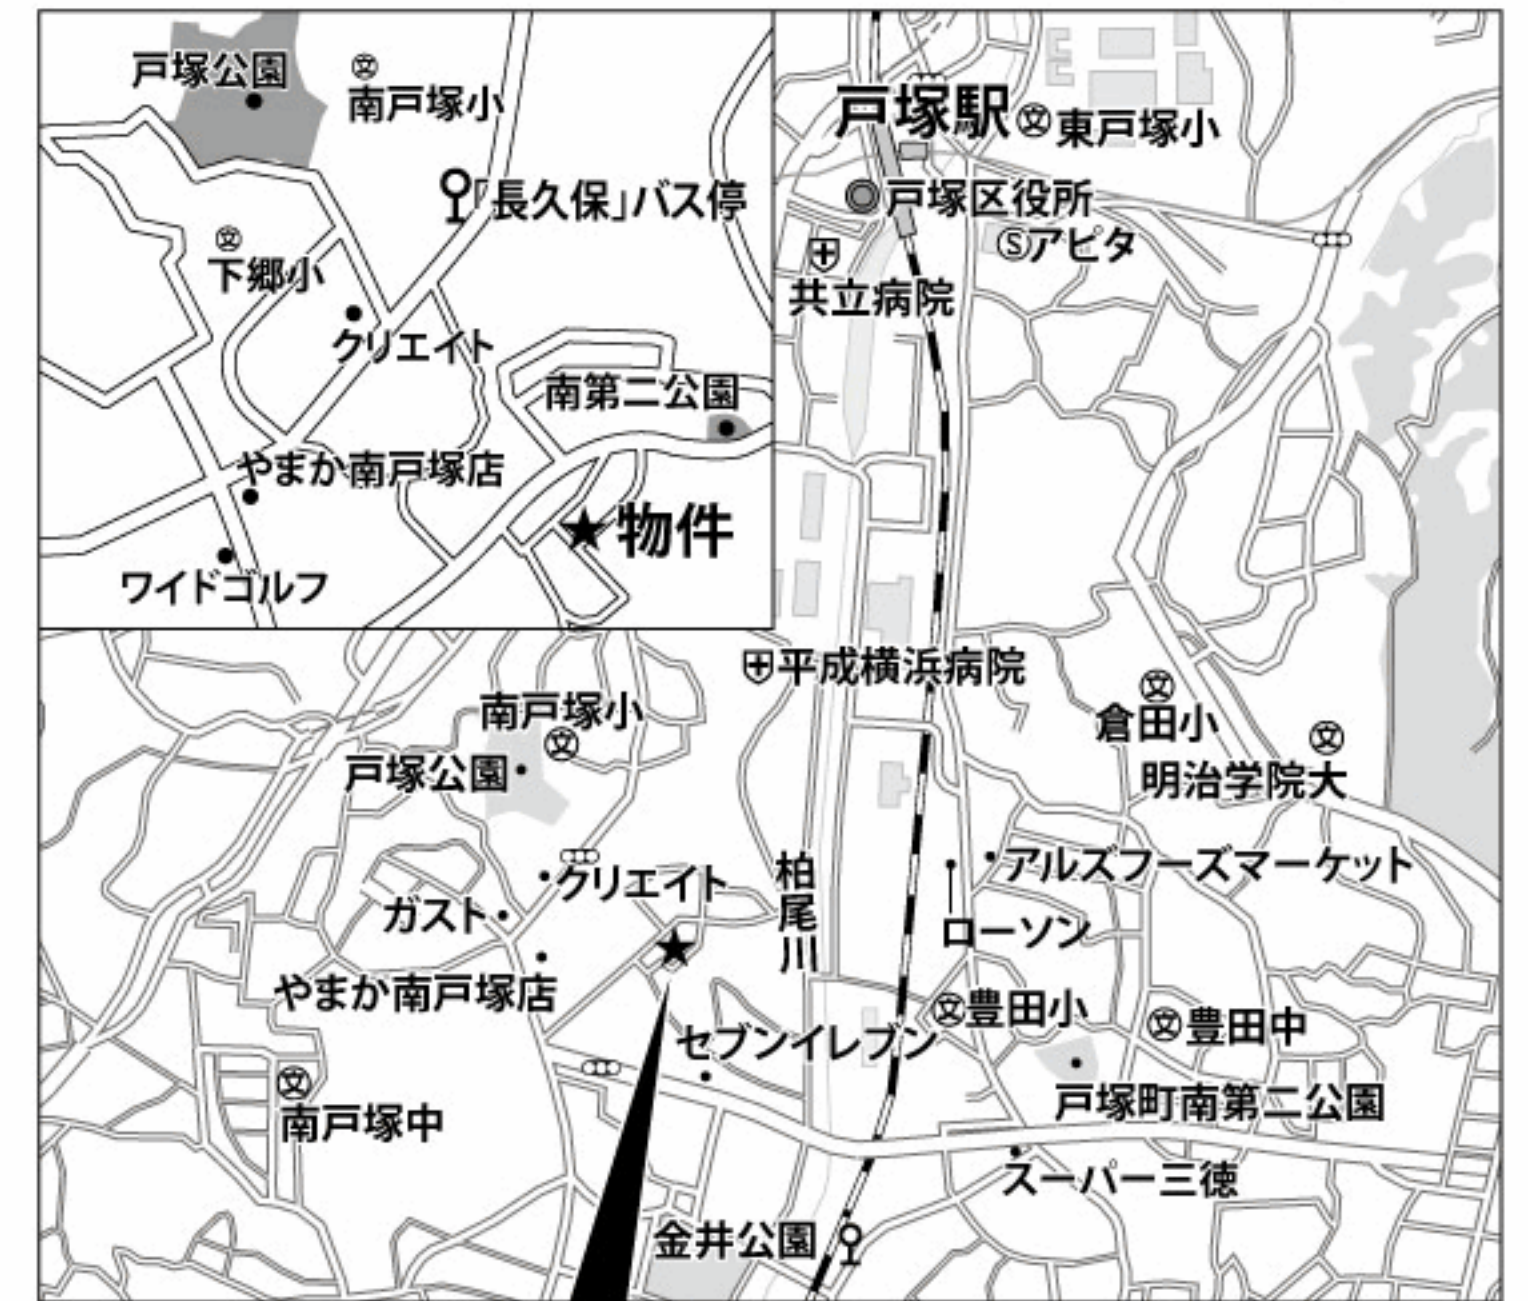 戸塚公園
南戸塚小
「長久保」バス停
下郷小
クリエイト
南第二公園
やまか南戸塚店
物件
ワイドゴルフ
戸塚駅
東戸塚小
戸塚区役所
Ⓢアピタ
共立病院
平成横浜病院
南戸塚小
戸塚公園
倉田小
明治学院大
クリエイト
ガスト
柏尾川
アルズフーズマーケット
ローソン
やまか南戸塚店
セブンイレブン
豊田小
豊田中
戸塚町南第二公園
南戸塚中
スーパー三徳
金井公園